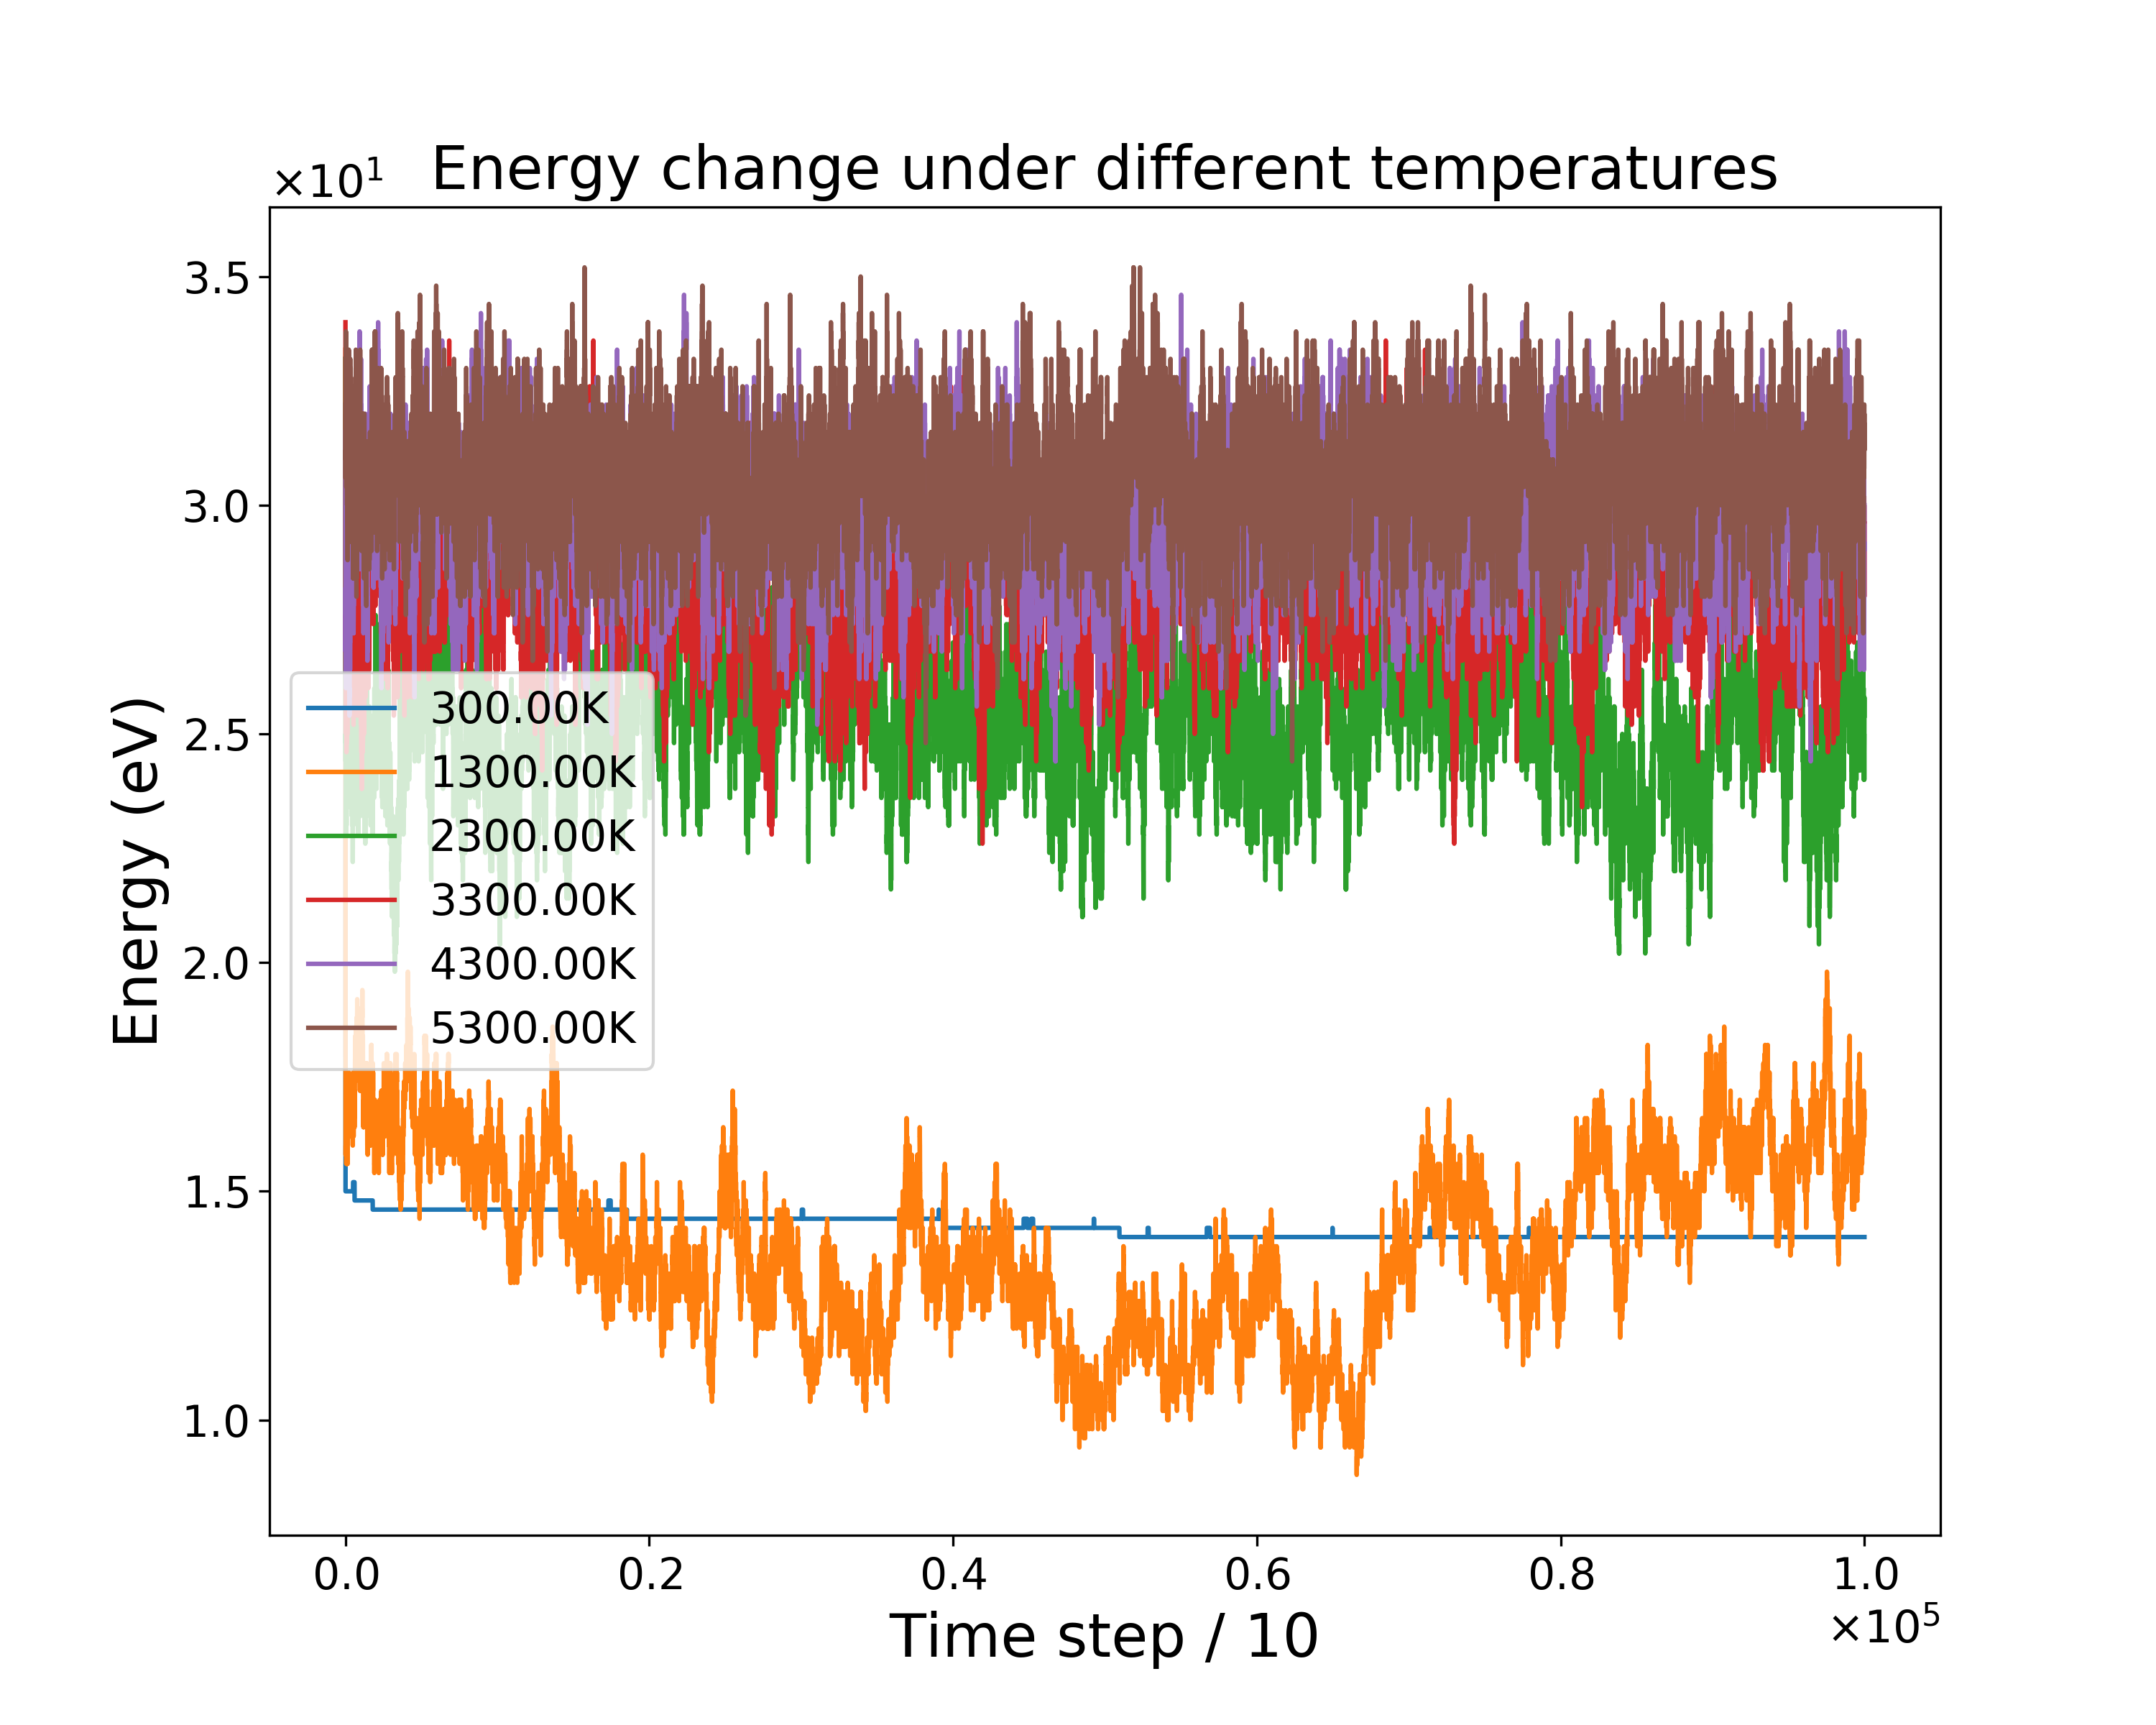 ×10¹
Energy change under different temperatures
3.5
3.0
2.5
2.0
1.5
1.0
Energy (eV)
300.00K
1300.00K
2300.00K
3300.00K
4300.00K
5300.00K
0.0 0.2 0.4 0.6 0.8 1.0
Time step / 10
×10⁵